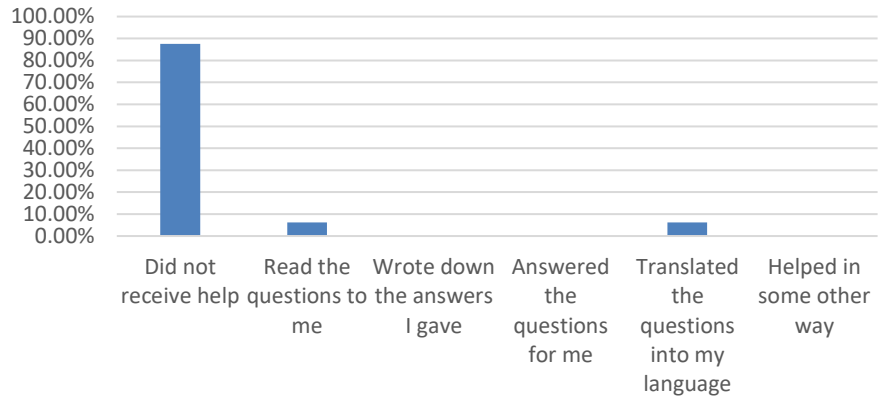 100.00%
90.00%
80.00%
70.00%
60.00%
50.00%
40.00%
30.00%
20.00%
10.00%
0.00%
Did not
receive help
Read the
questions to
me
Wrote down
the answers
I gave
Answered
the
questions
for me
Translated
the
questions
into my
language
Helped in
some other
way